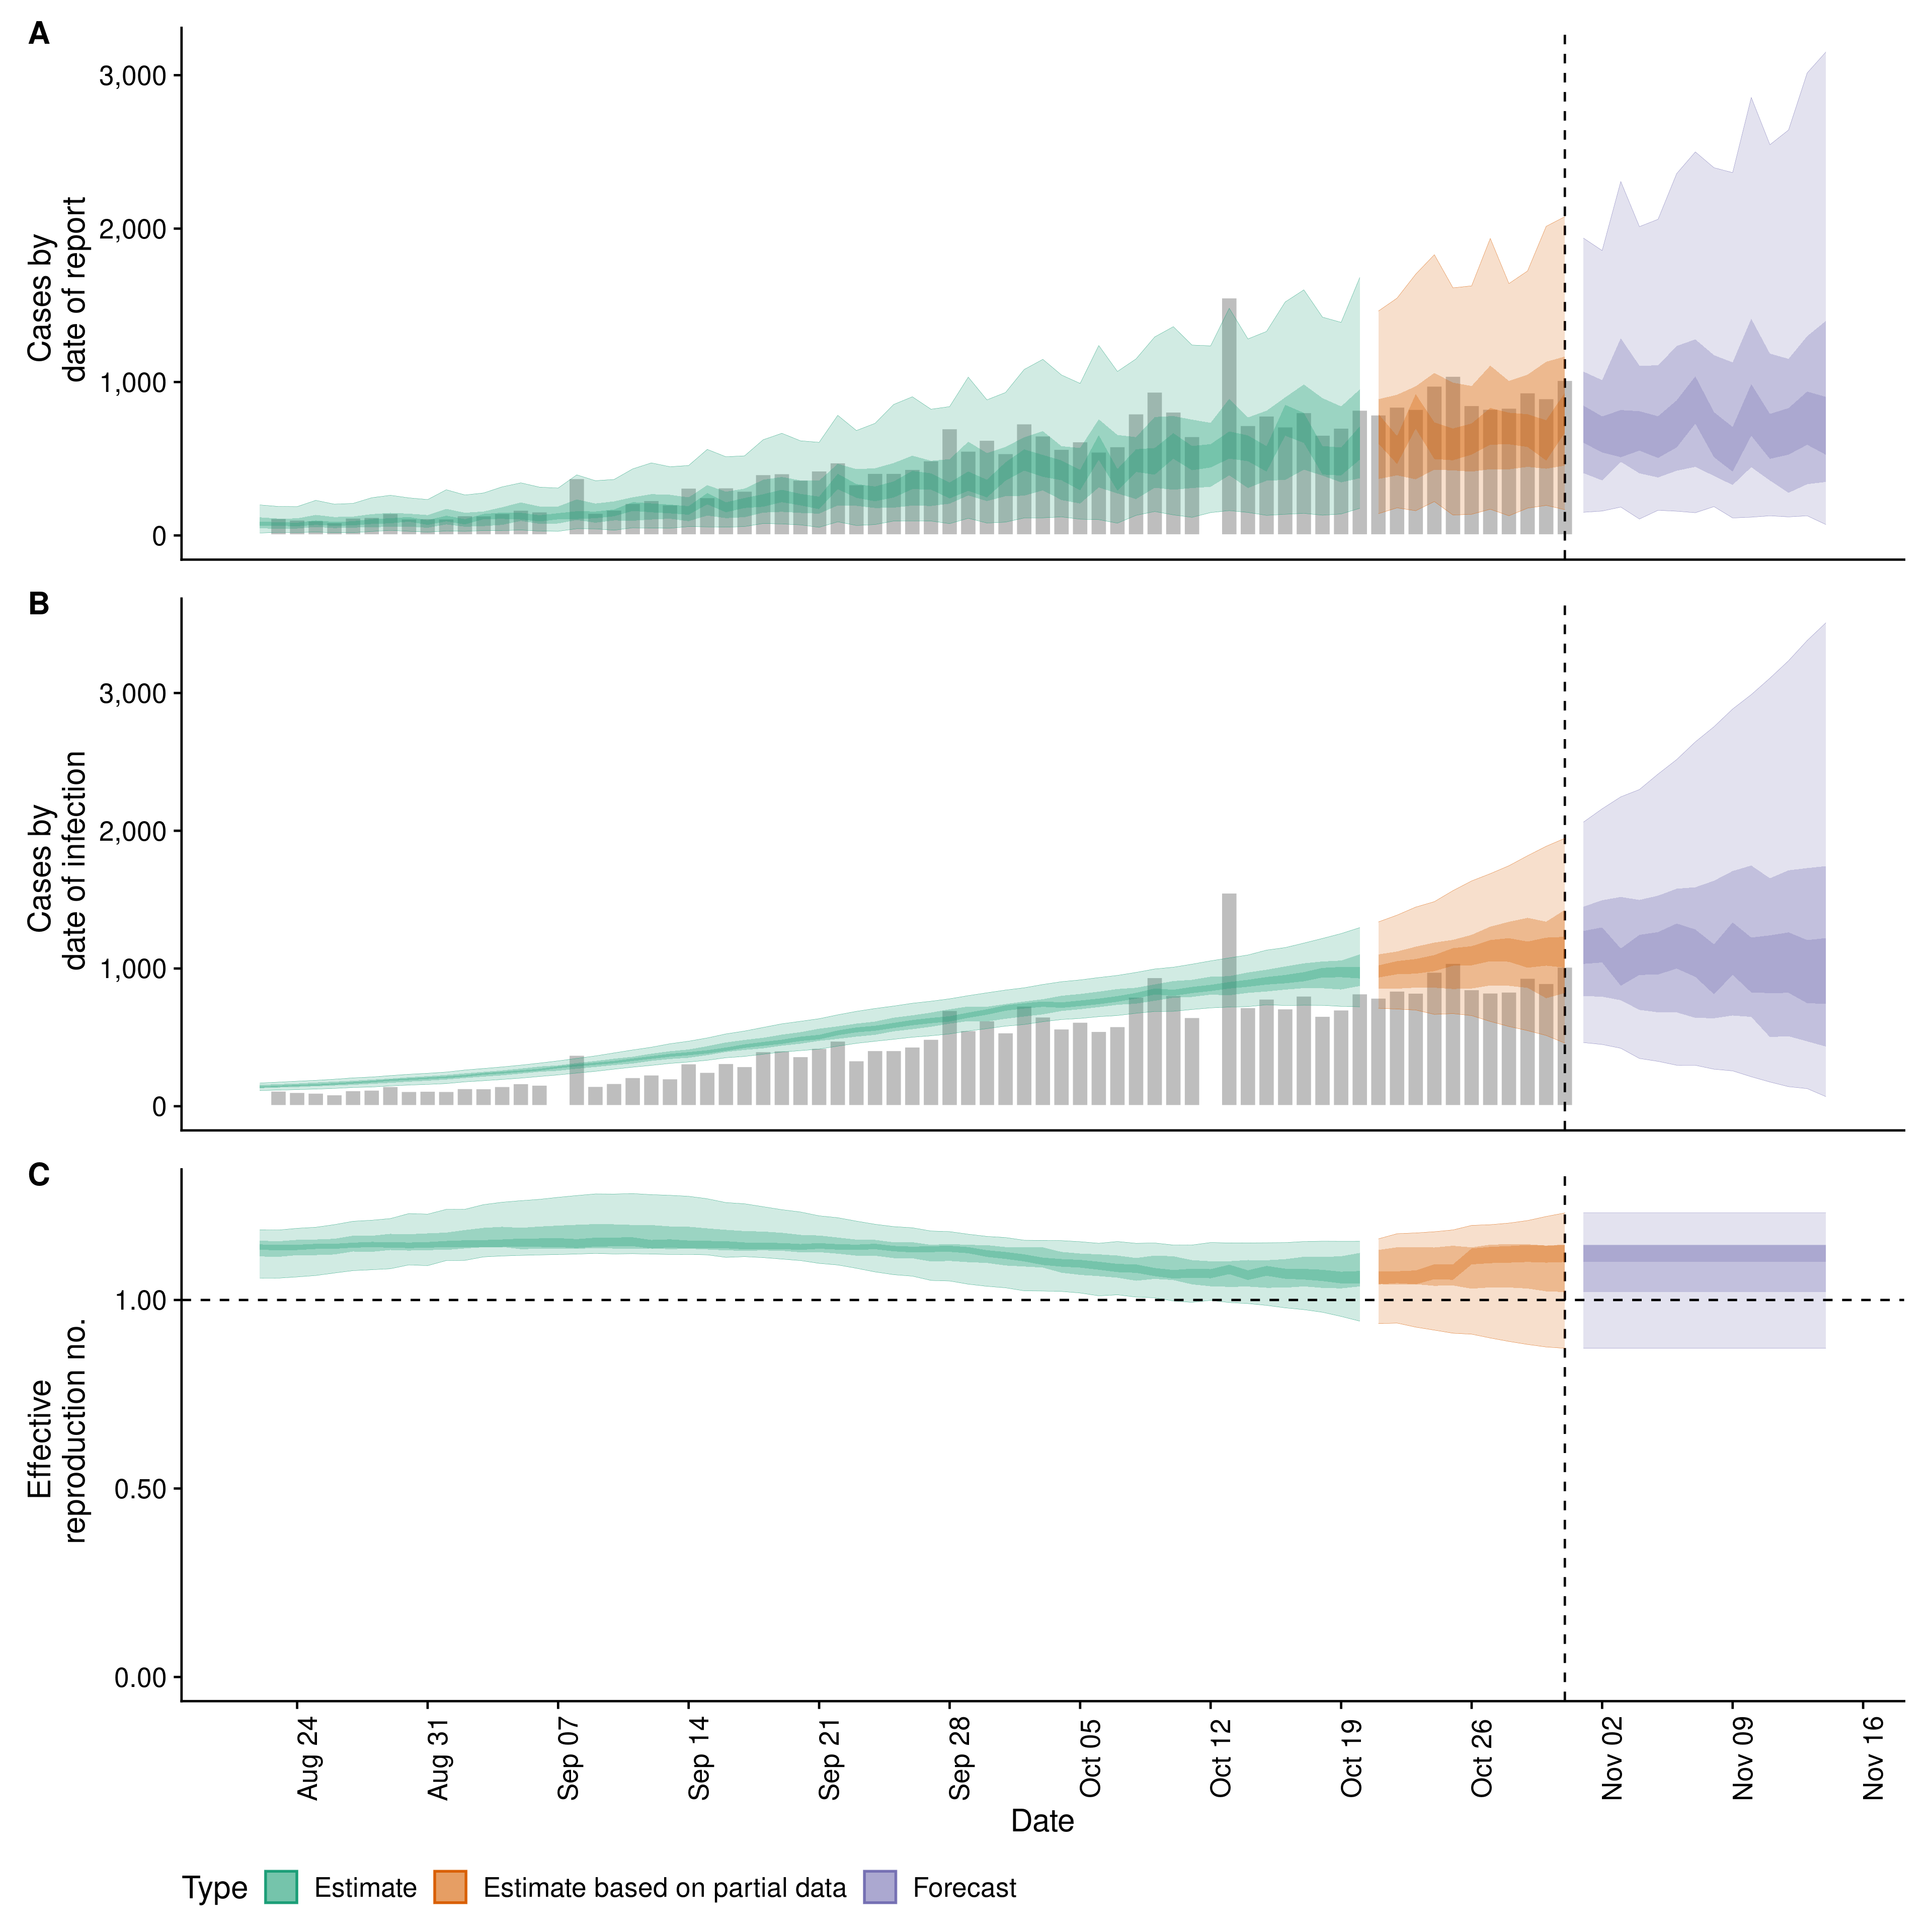 A
Cases by
date of report
3,000
2,000
1,000
0
B
Cases by
date of infection
3,000
2,000
1,000
0
C
Effective
reproduction no.
1.00
0.50
0.00
Aug 24
Aug 31
Sep 07
Sep 14
Sep 21
Sep 28
Oct 05
Oct 12
Oct 19
Oct 26
Nov 02
Nov 09
Nov 16
Date
Type Estimate Estimate based on partial data Forecast